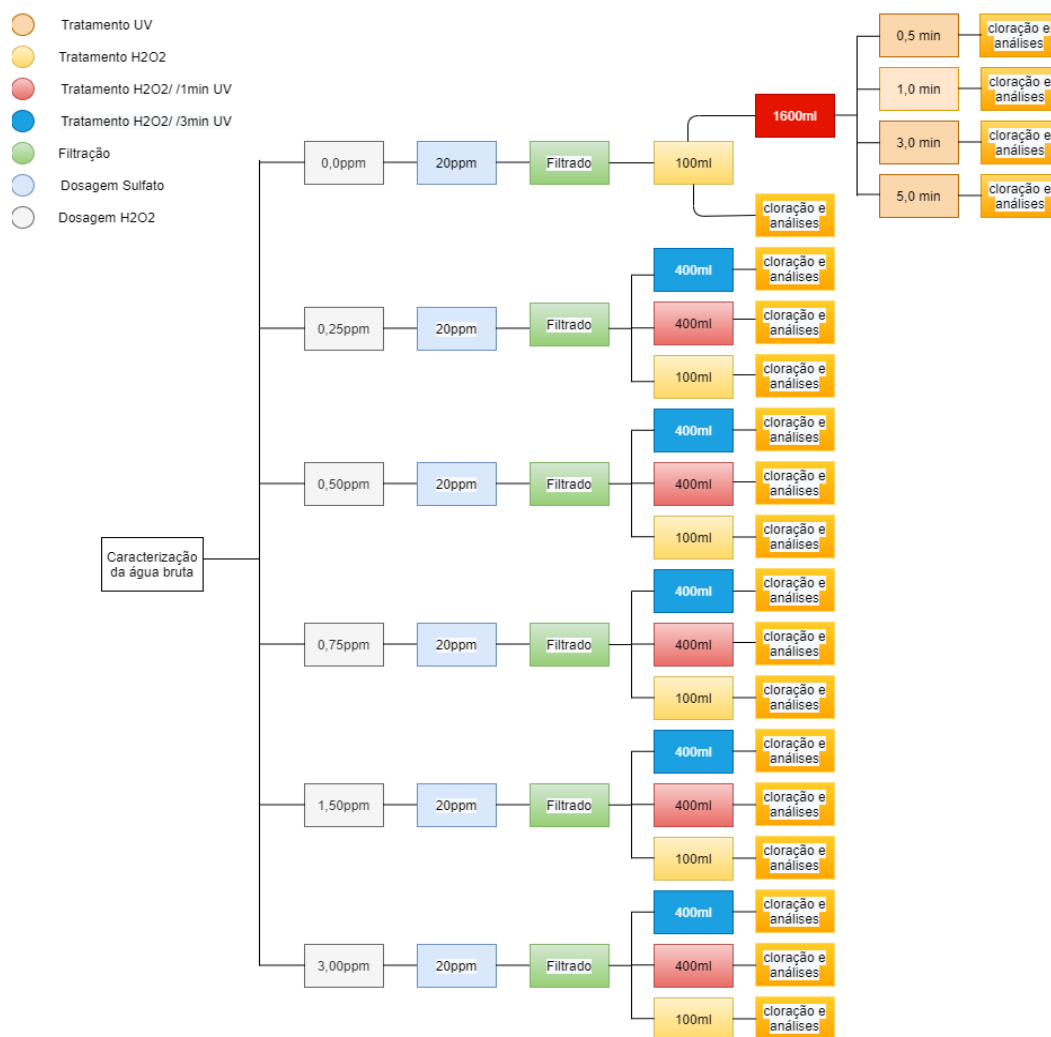 Tratamento UV
Tratamento H2O2
Tratamento H2O2/ /1min UV
Tratamento H2O2/ /3min UV
Filtração
Dosagem Sulfato
Dosagem H2O2
Caracterização
da água bruta
0,0ppm
20ppm
Filtrado
100ml
1600ml
0,5 min
cloração e
análises
1,0 min
cloração e
análises
3,0 min
cloração e
análises
5,0 min
cloração e
análises
cloração e
análises
0,25ppm
20ppm
Filtrado
400ml
cloração e
análises
400ml
cloração e
análises
100ml
cloração e
análises
0,50ppm
20ppm
Filtrado
400ml
cloração e
análises
400ml
cloração e
análises
100ml
cloração e
análises
0,75ppm
20ppm
Filtrado
400ml
cloração e
análises
400ml
cloração e
análises
100ml
cloração e
análises
1,50ppm
20ppm
Filtrado
400ml
cloração e
análises
400ml
cloração e
análises
100ml
cloração e
análises
3,00ppm
20ppm
Filtrado
400ml
cloração e
análises
400ml
cloração e
análises
100ml
cloração e
análises